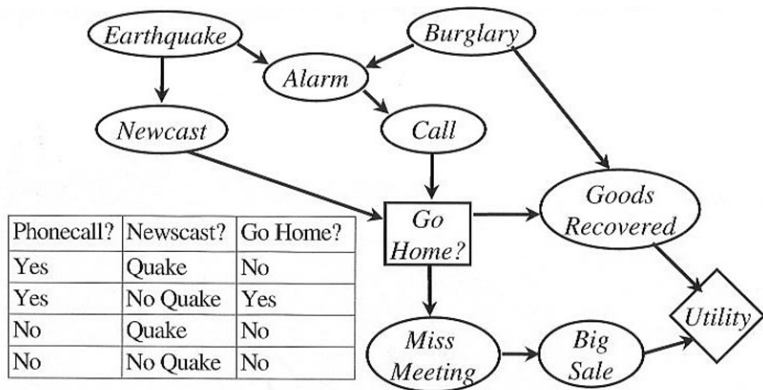 Earthquake
Burglary
Alarm
Newcast
Call
Goods
Recovered
Go
Home?
Phonecall? Newscast? Go Home?
Yes Quake No
Yes No Quake Yes
No Quake No
No No Quake No
Utility
Miss
Meeting
Big
Sale